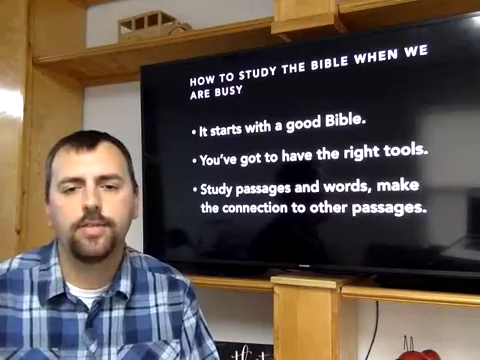 HOW TO STUDY THE BIBLE WHEN WE
ARE BUSY
• It starts with a good Bible.
• You've got to have the right tools.
• Study passages and words, make
the connection to other passages.